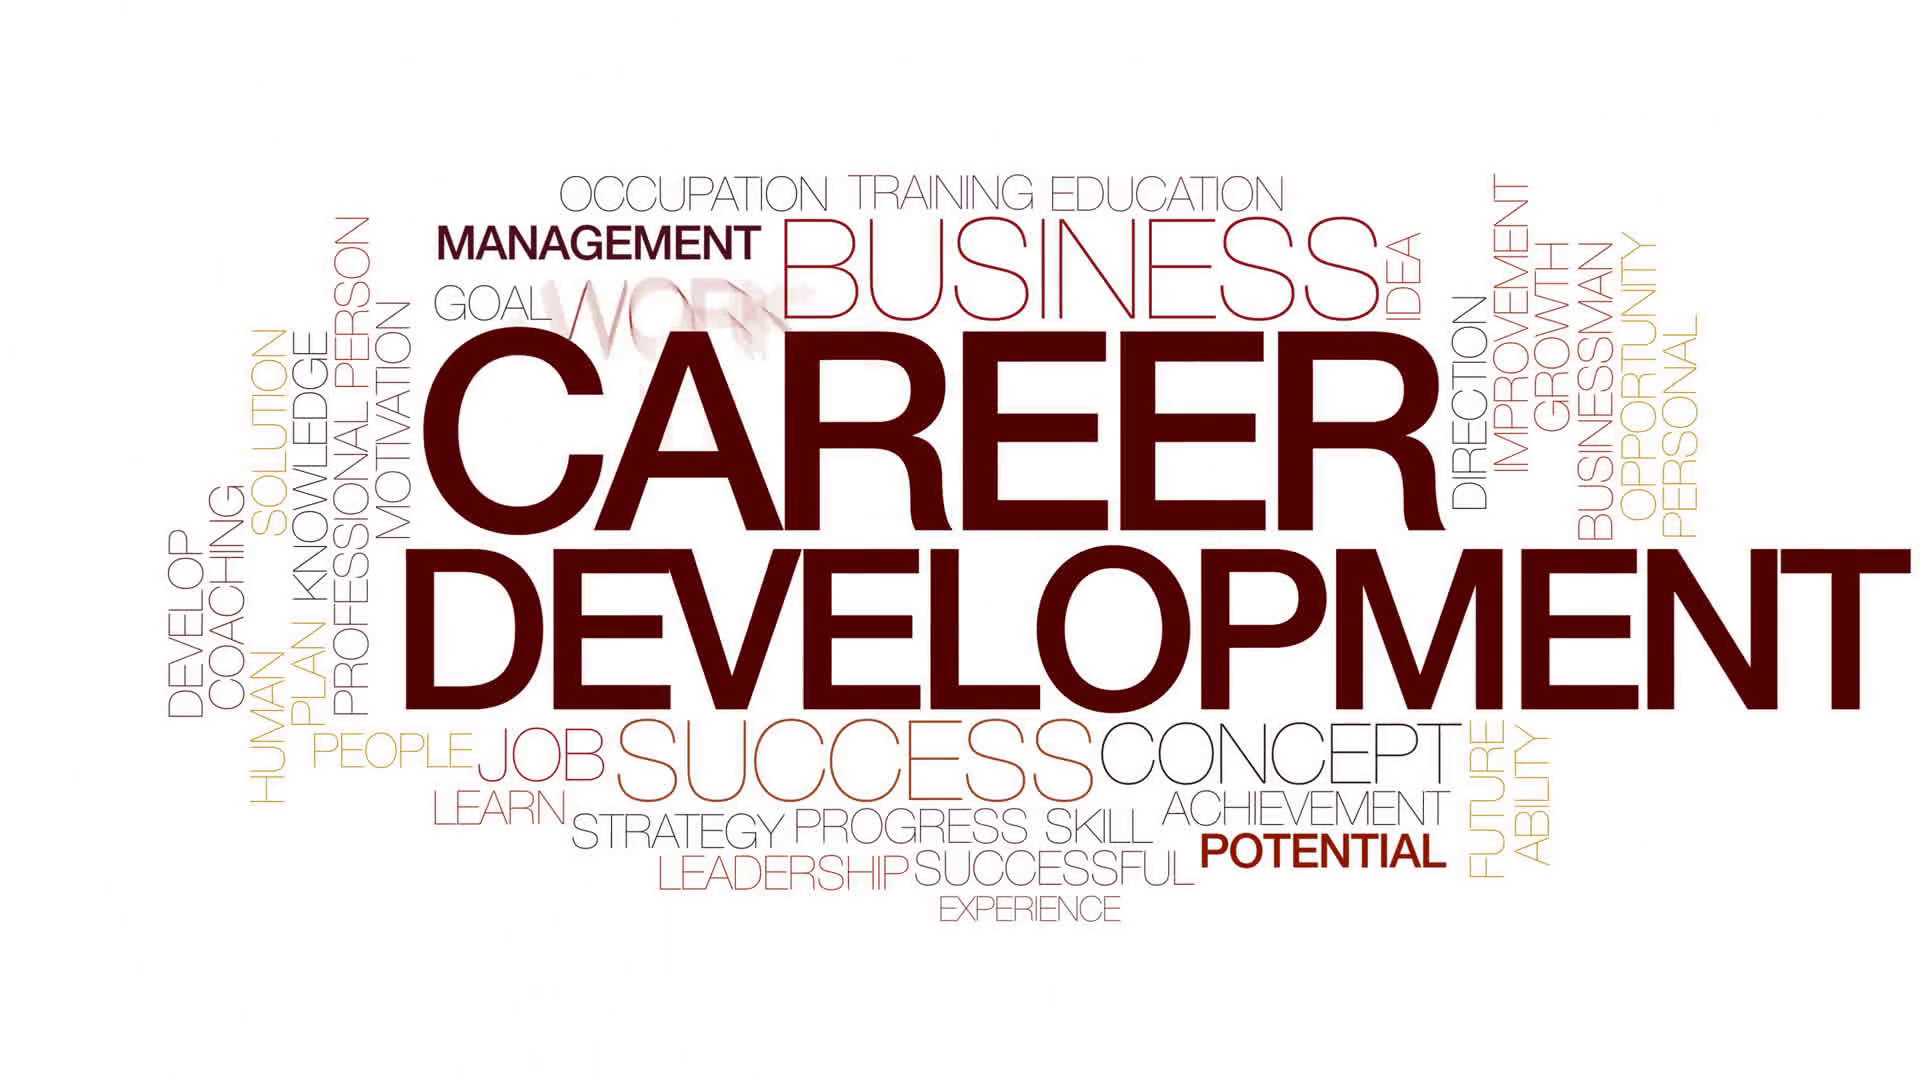 OCCUPATION TRAINING EDUCATION
MANAGEMENT BUSINESS
IDEA
GOAL WORK
CAREER
DEVELOPMENT
DEVELOP
COACHING
SOLUTION
HUMAN
KNOWLEDGE
PLAN
PROFESSIONAL PERSON
MOTIVATION
DIRECTION
IMPROVEMENT
GROWTH
BUSINESSMAN
OPPORTUNITY
PERSONAL
PEOPLE JOB SUCCESS CONCEPT
FUTURE
ABILITY
LEARN STRATEGY PROGRESS SKILL ACHIEVEMENT
POTENTIAL
LEADERSHIP SUCCESSFUL
EXPERIENCE